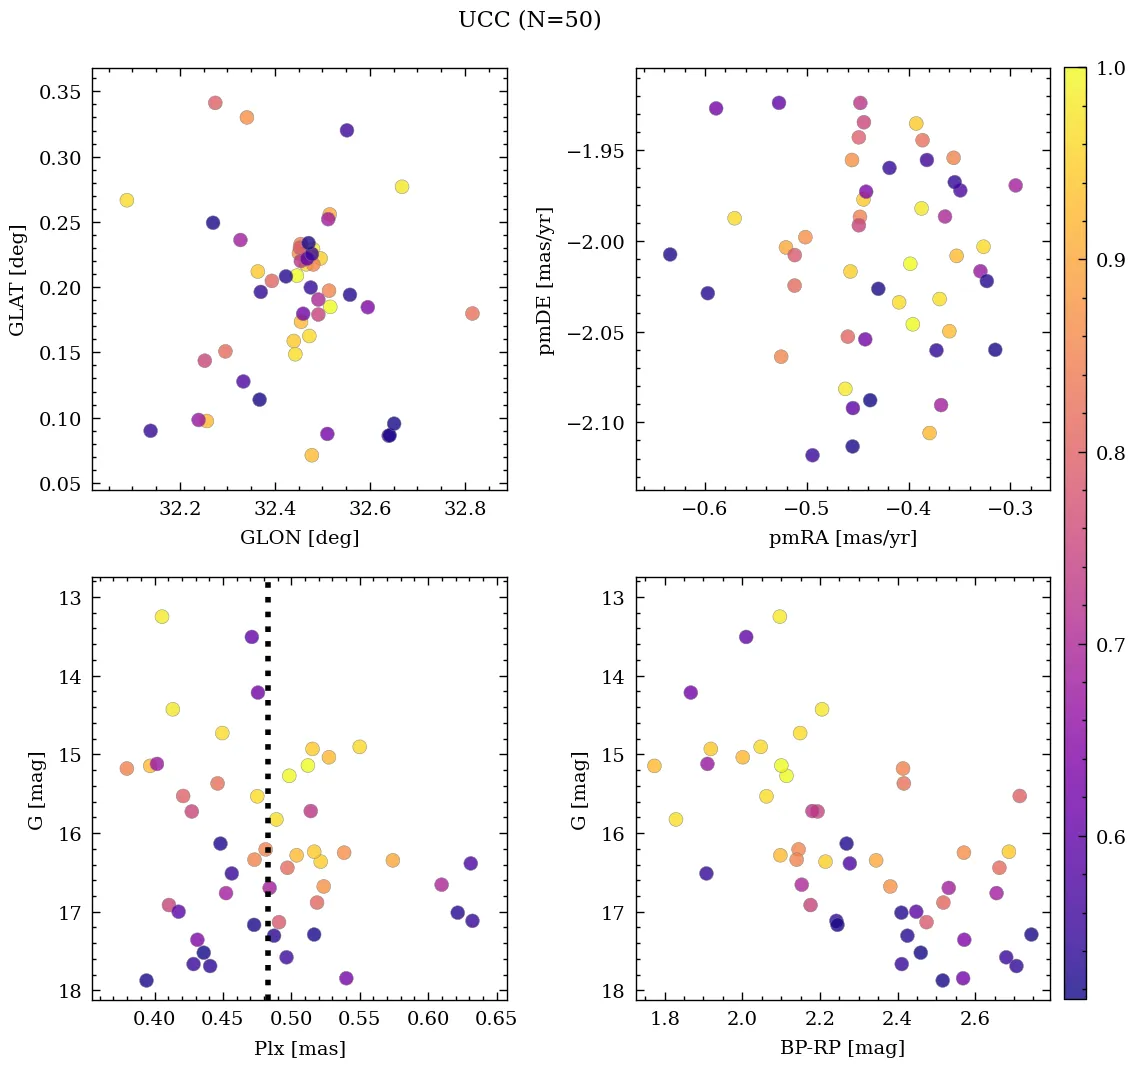 UCC (N=50)
0.35
0.30
0.25
0.20
0.15
0.10
0.05
GLAT [deg]
32.2 32.4 32.6 32.8
GLON [deg]
−1.95
−2.00
−2.05
−2.10
pmDE [mas/yr]
−0.6 −0.5 −0.4 −0.3
pmRA [mas/yr]
13
14
15
16
17
18
G [mag]
0.40 0.45 0.50 0.55 0.60 0.65
Plx [mas]
13
14
15
16
17
18
G [mag]
1.8 2.0 2.2 2.4 2.6
BP-RP [mag]
1.0
0.9
0.8
0.7
0.6